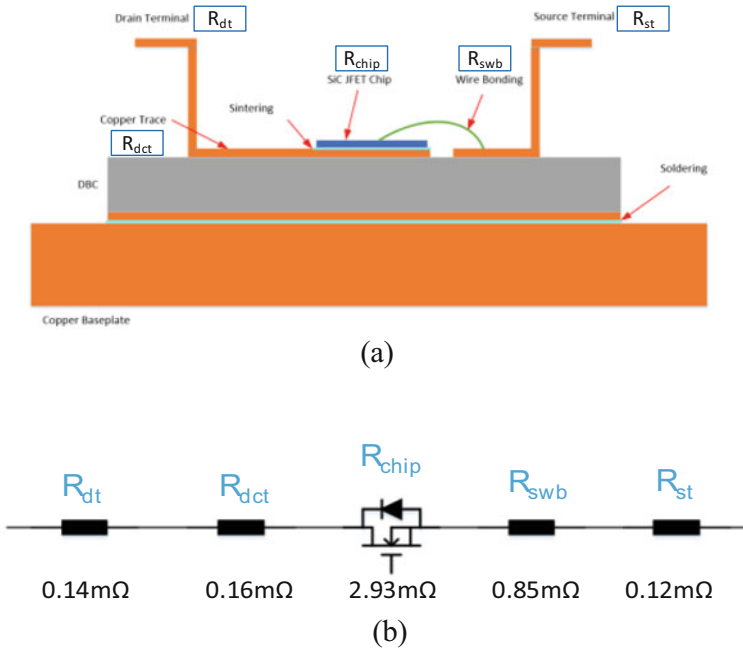 Drain Terminal R_dt
Source Terminal R_st
R_chip
SiC JFET Chip
R_swb
Wire Bonding
Sintering
Copper Trace
R_dct
DBC
Soldering
Copper Baseplate
(a)
R_dt R_dct R_chip R_swb R_st
0.14mΩ 0.16mΩ 2.93mΩ 0.85mΩ 0.12mΩ
(b)